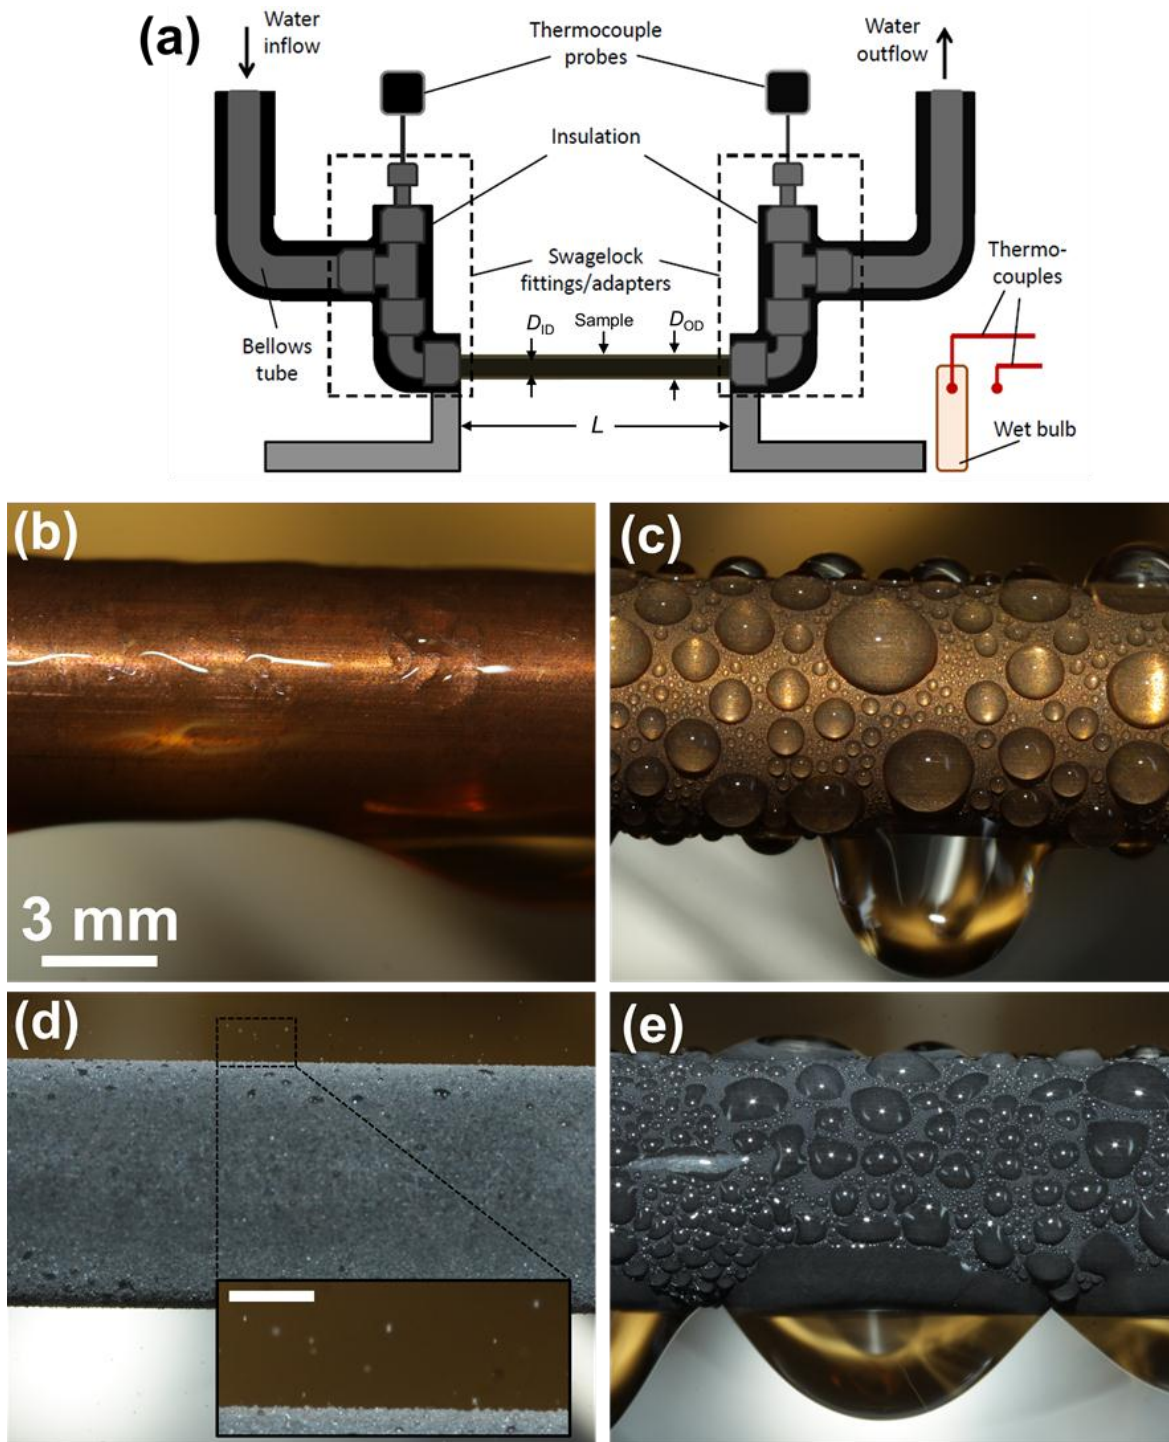 (a)
Water
inflow
Thermocouple
probes
Water
outflow
Insulation
Swagelock
fittings/adapters
Thermo-
couples
Bellows
tube
D_ID
Sample
D_OD
L
Wet bulb
(b)
3 mm
(c)
(d)
(e)